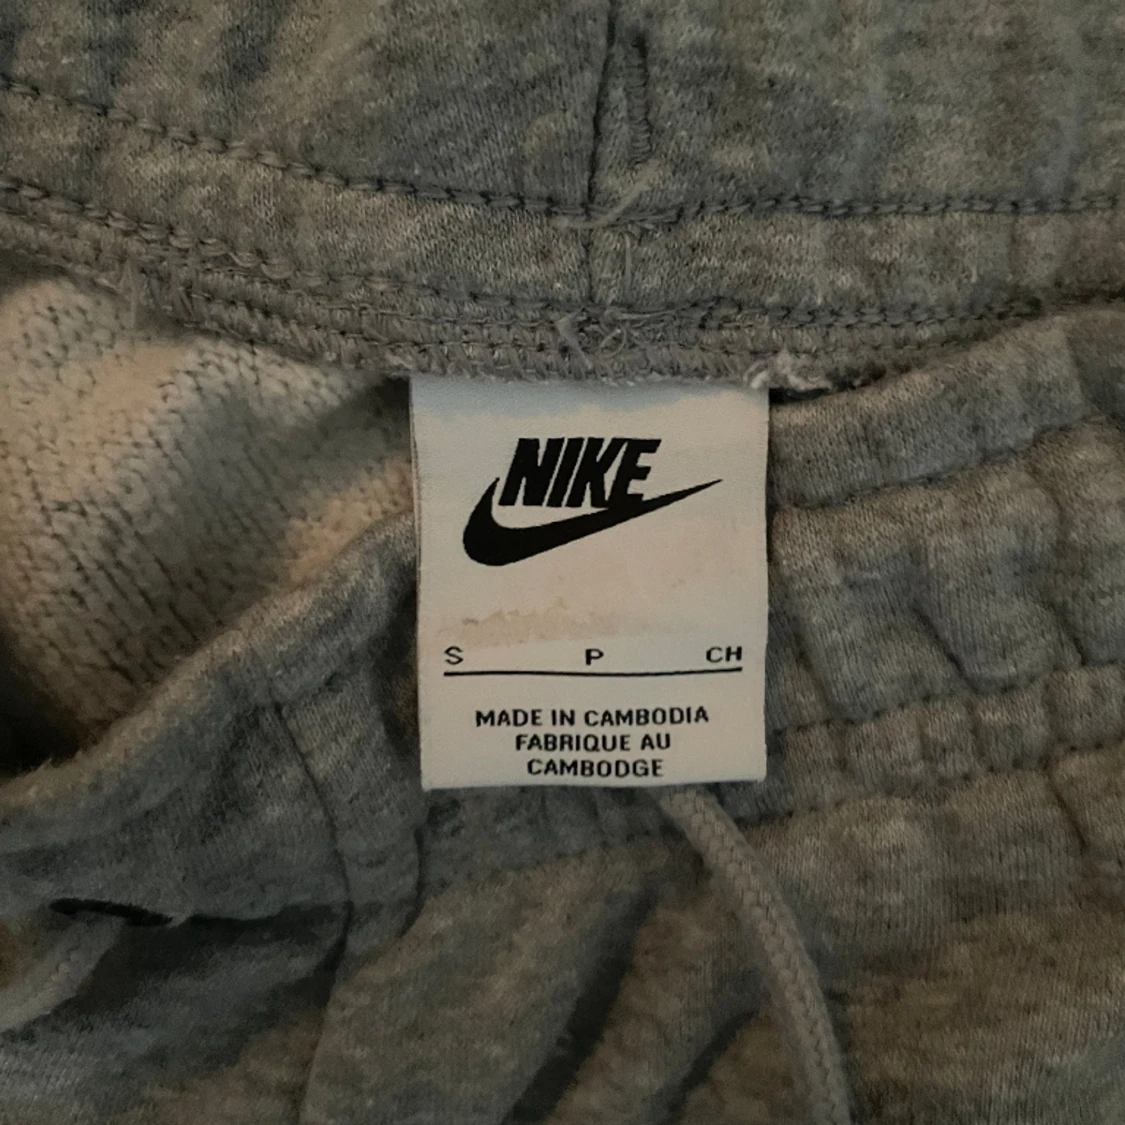 NIKE
S P CH
MADE IN CAMBODIA
FABRIQUE AU
CAMBODGE